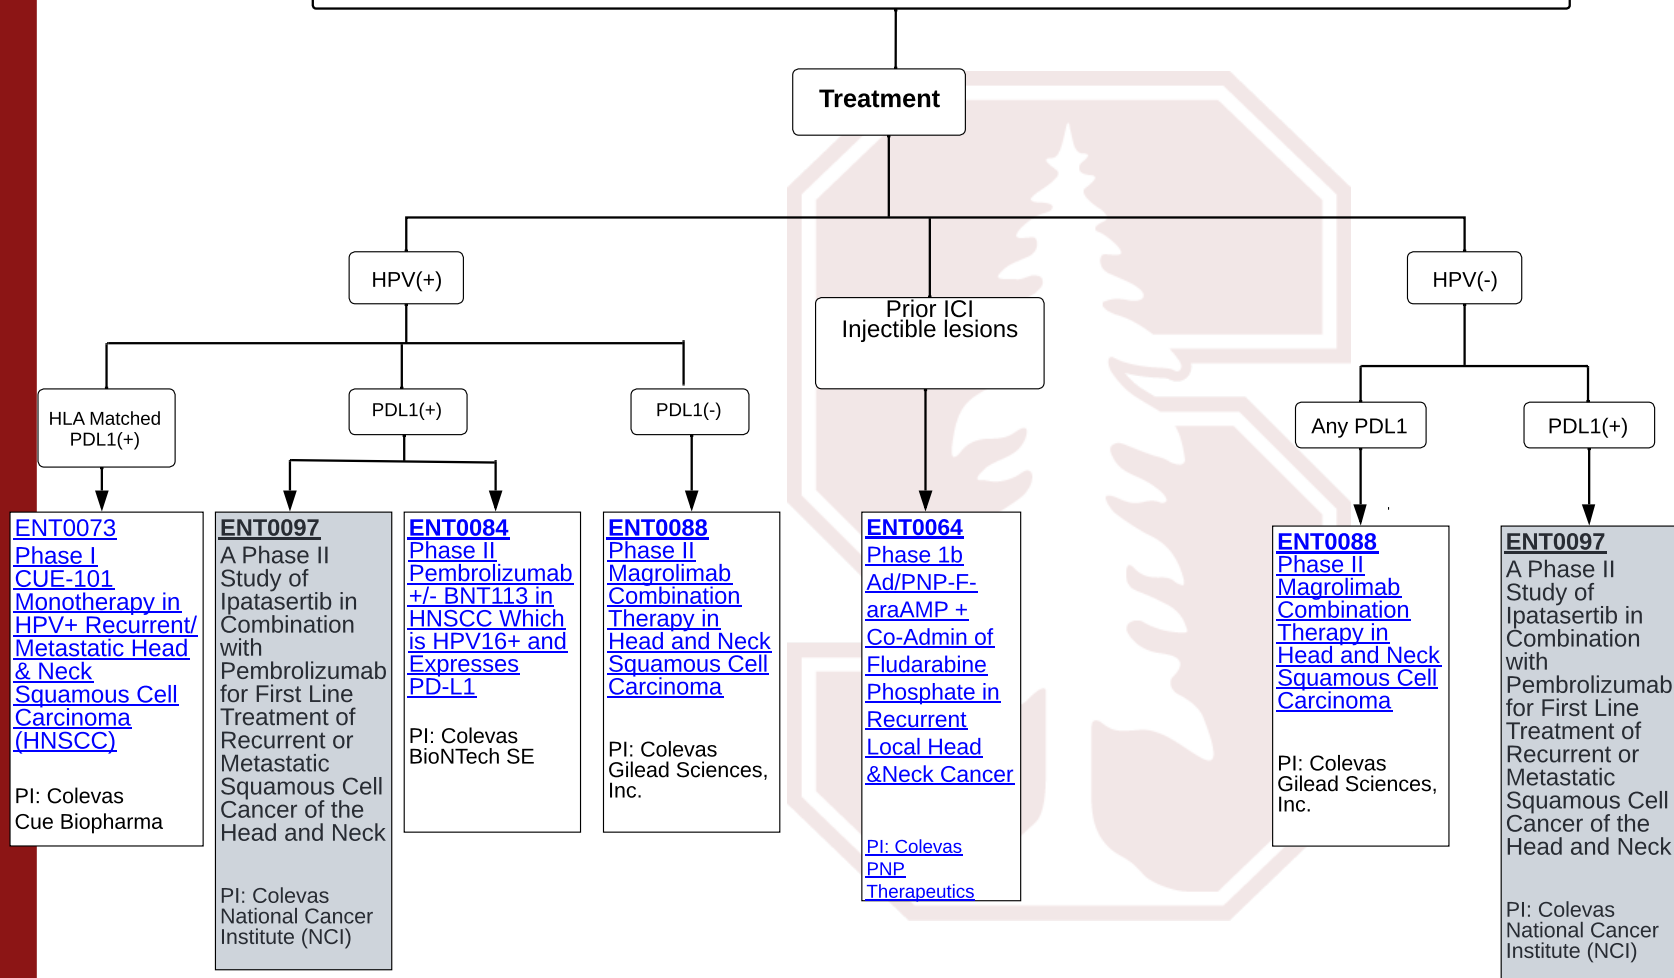 Treatment
HPV(+)
Prior ICI
Injectible lesions
HPV(-)
HLA Matched
PDL1(+)
PDL1(+)
PDL1(-)
Any PDL1
PDL1(+)
ENT0073
Phase I
CUE-101
Monotherapy in
HPV+ Recurrent/
Metastatic Head
& Neck
Squamous Cell
Carcinoma
(HNSCC)
PI: Colevas
Cue Biopharma
ENT0097
A Phase II
Study of
Ipatasertib in
Combination
with
Pembrolizumab
for First Line
Treatment of
Recurrent or
Metastatic
Squamous Cell
Cancer of the
Head and Neck
PI: Colevas
National Cancer
Institute (NCI)
ENT0084
Phase II
Pembrolizumab
+/- BNT113 in
HNSCC Which
is HPV16+ and
Expresses
PD-L1
PI: Colevas
BioNTech SE
ENT0088
Phase II
Magrolimab
Combination
Therapy in
Head and Neck
Squamous Cell
Carcinoma
PI: Colevas
Gilead Sciences,
Inc.
ENT0064
Phase 1b
Ad/PNP-F-
araAMP +
Co-Admin of
Fludarabine
Phosphate in
Recurrent
Local Head
&Neck Cancer
PI: Colevas
PNP
Therapeutics
ENT0088
Phase II
Magrolimab
Combination
Therapy in
Head and Neck
Squamous Cell
Carcinoma
PI: Colevas
Gilead Sciences,
Inc.
ENT0097
A Phase II
Study of
Ipatasertib in
Combination
with
Pembrolizumab
for First Line
Treatment of
Recurrent or
Metastatic
Squamous Cell
Cancer of the
Head and Neck
PI: Colevas
National Cancer
Institute (NCI)